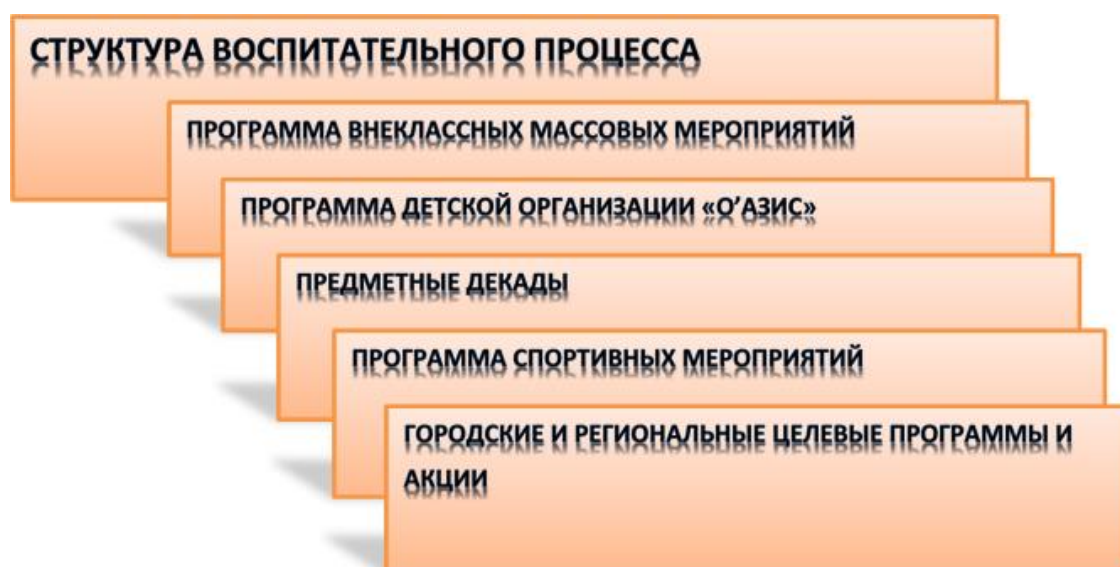 СТРУКТУРА ВОСПИТАТЕЛЬНОГО ПРОЦЕССА
ПРОГРАММА ВНЕКЛАССНЫХ МАССОВЫХ МЕРОПРИЯТИЙ
ПРОГРАММА ДЕТСКОЙ ОРГАНИЗАЦИИ «О’АЗИС»
ПРЕДМЕТНЫЕ ДЕКАДЫ
ПРОГРАММА СПОРТИВНЫХ МЕРОПРИЯТИЙ
ГОРОДСКИЕ И РЕГИОНАЛЬНЫЕ ЦЕЛЕВЫЕ ПРОГРАММЫ И
АКЦИИ